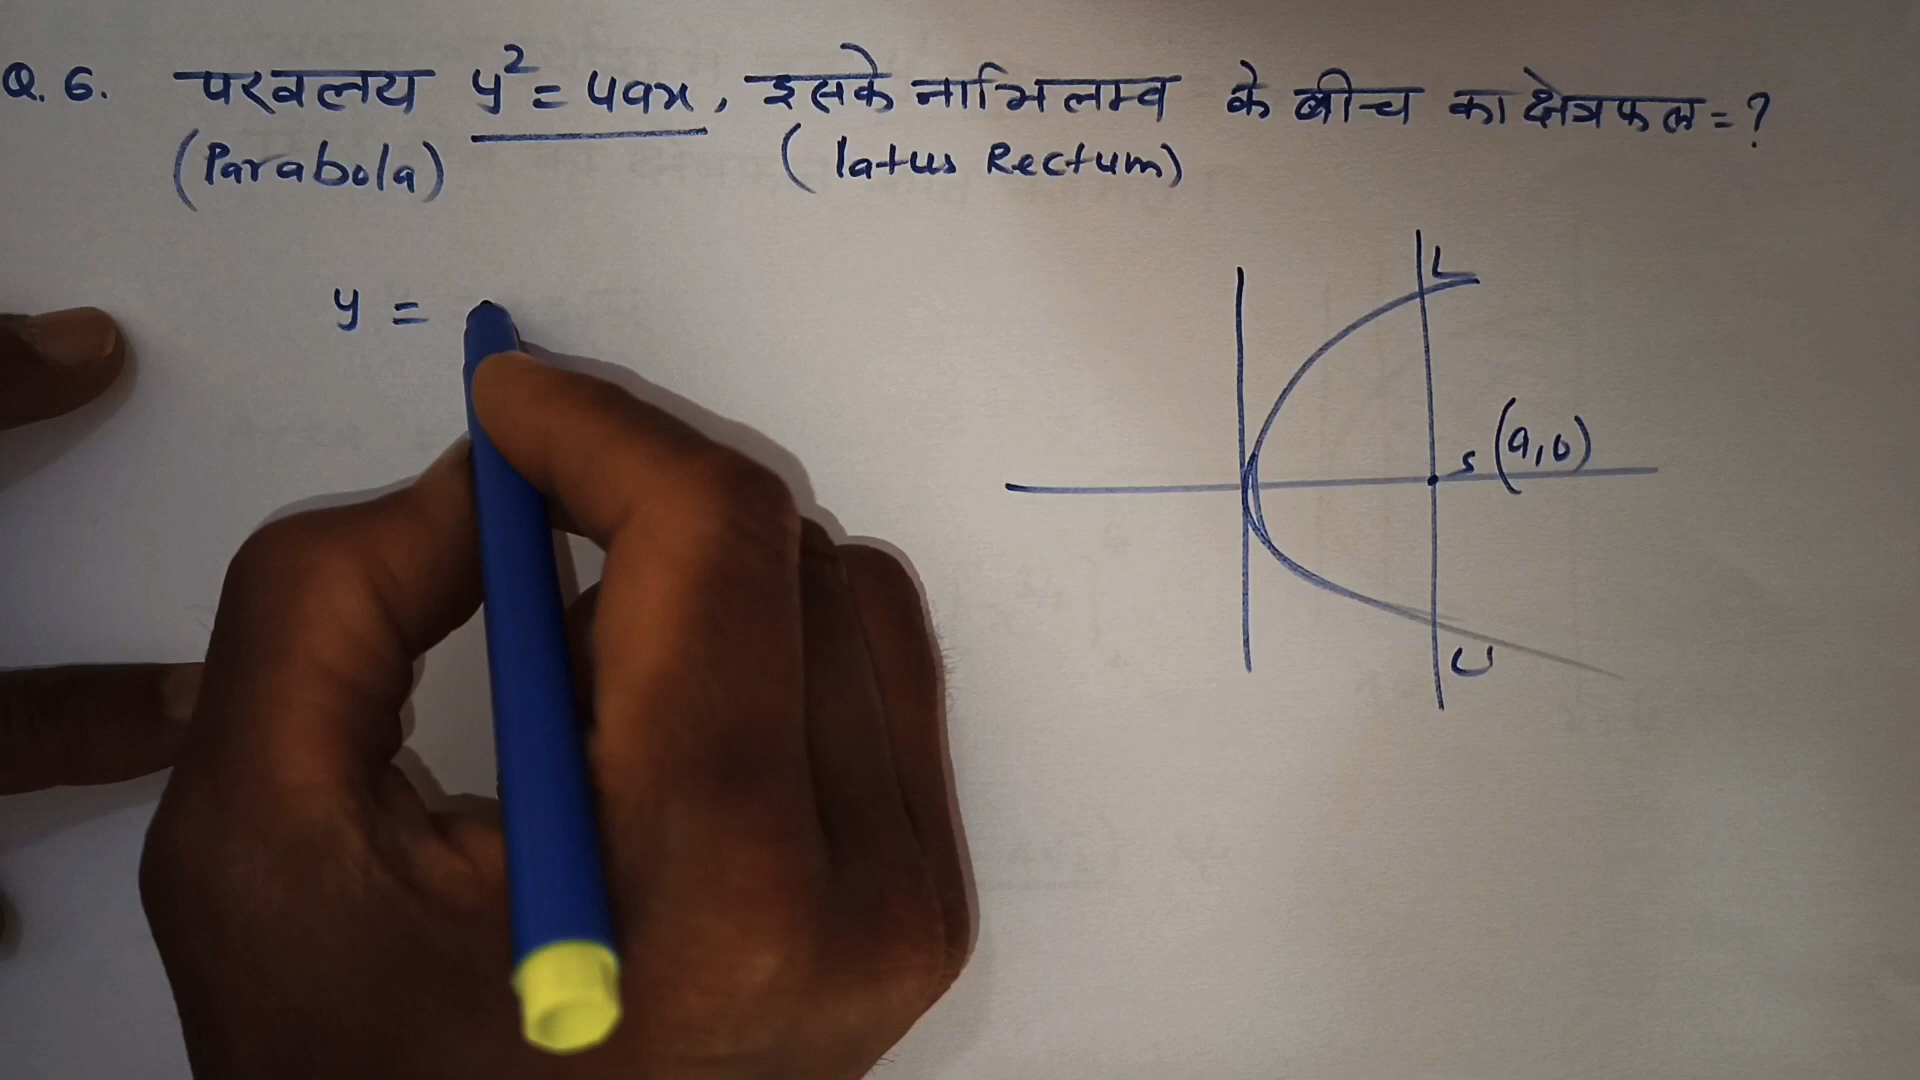 Q. 6. परवलय y² = 4ax, इसके नाभिलम्व के बीच का क्षेत्रफल = ?
(Parabola) (latus Rectum)
y =
L
S (a,0)
L'